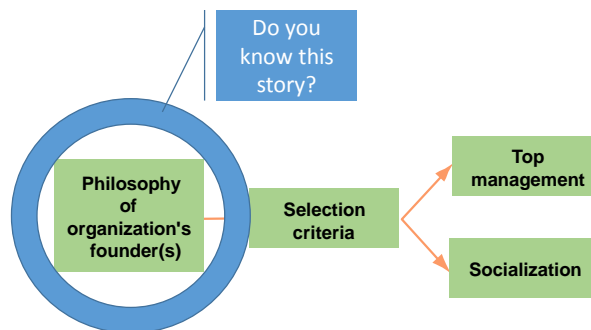 Do you
know this
story?
Philosophy
of
organization's
founder(s)
Selection
criteria
Top
management
Socialization